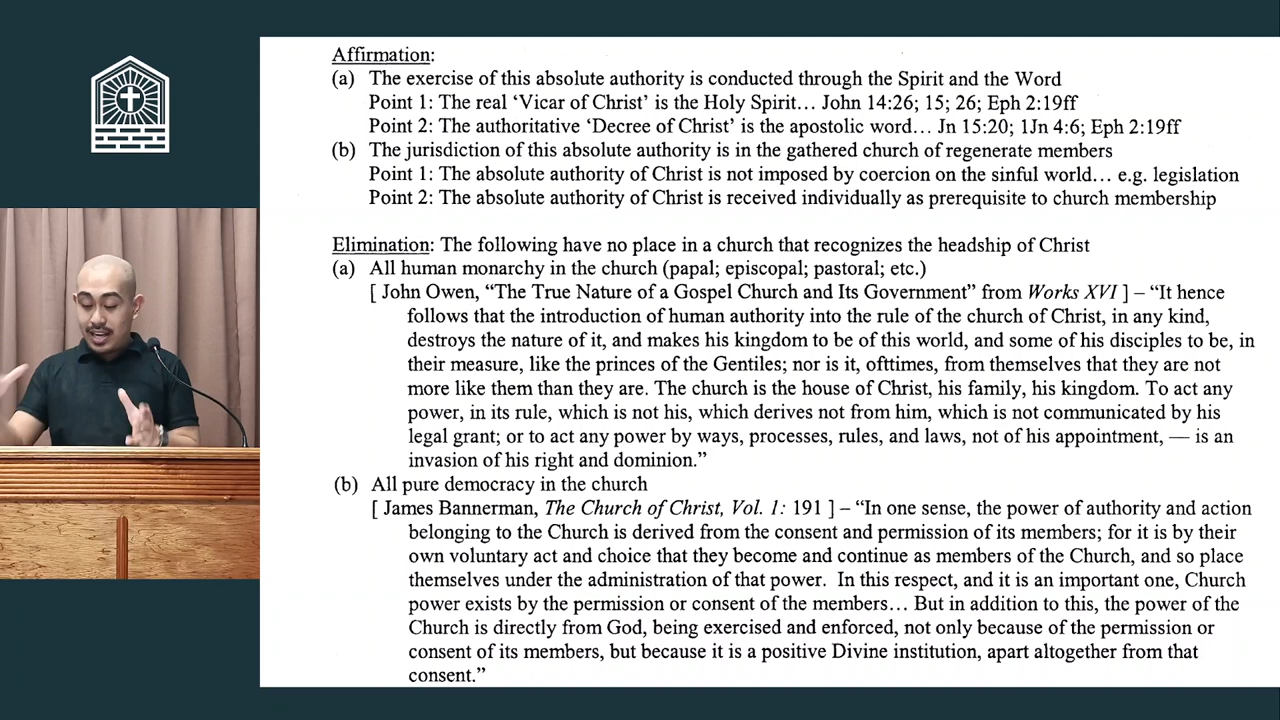 Affirmation:
(a) The exercise of this absolute authority is conducted through the Spirit and the Word
Point 1: The real ‘Vicar of Christ’ is the Holy Spirit… John 14:26; 15; 26; Eph 2:19ff
Point 2: The authoritative ‘Decree of Christ’ is the apostolic word… Jn 15:20; 1Jn 4:6; Eph 2:19ff
(b) The jurisdiction of this absolute authority is in the gathered church of regenerate members
Point 1: The absolute authority of Christ is not imposed by coercion on the sinful world… e.g. legislation
Point 2: The absolute authority of Christ is received individually as prerequisite to church membership
Elimination: The following have no place in a church that recognizes the headship of Christ
(a) All human monarchy in the church (papal; episcopal; pastoral; etc.)
[ John Owen, “The True Nature of a Gospel Church and Its Government” from Works XVI ] – “It hence
follows that the introduction of human authority into the rule of the church of Christ, in any kind,
destroys the nature of it, and makes his kingdom to be of this world, and some of his disciples to be, in
their measure, like the princes of the Gentiles; nor is it, ofttimes, from themselves that they are not
more like them than they are. The church is the house of Christ, his family, his kingdom. To act any
power, in its rule, which is not his, which derives not from him, which is not communicated by his
legal grant; or to act any power by ways, processes, rules, and laws, not of his appointment, — is an
invasion of his right and dominion.”
(b) All pure democracy in the church
[ James Bannerman, The Church of Christ, Vol. 1: 191 ] – “In one sense, the power of authority and action
belonging to the Church is derived from the consent and permission of its members; for it is by their
own voluntary act and choice that they become and continue as members of the Church, and so place
themselves under the administration of that power. In this respect, and it is an important one, Church
power exists by the permission or consent of the members… But in addition to this, the power of the
Church is directly from God, being exercised and enforced, not only because of the permission or
consent of its members, but because it is a positive Divine institution, apart altogether from that
consent.”